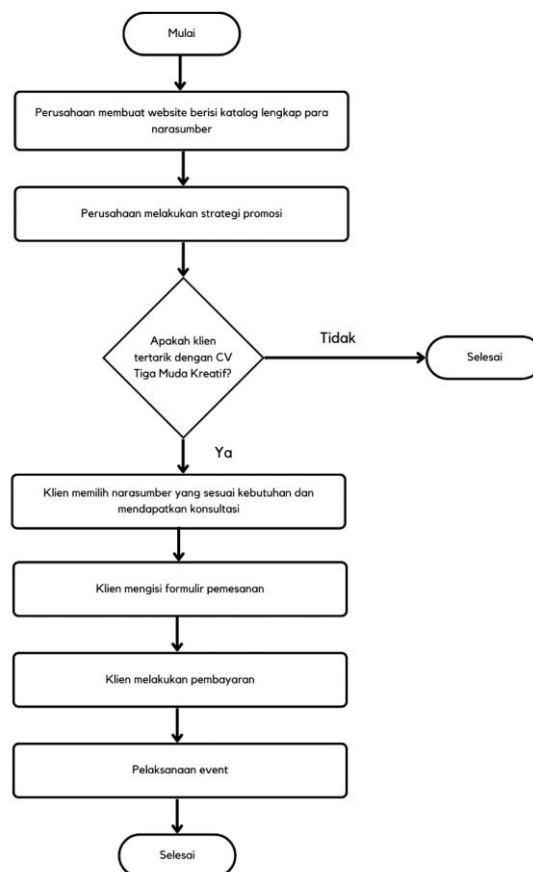 Mulai
Perusahaan membuat website berisi katalog lengkap para
narasumber
Perusahaan melakukan strategi promosi
Apakah klien
tertarik dengan CV
Tiga Muda Kreatif?
Tidak
Selesai
Ya
Klien memilih narasumber yang sesuai kebutuhan dan
mendapatkan konsultasi
Klien mengisi formulir pemesanan
Klien melakukan pembayaran
Pelaksanaan event
Selesai